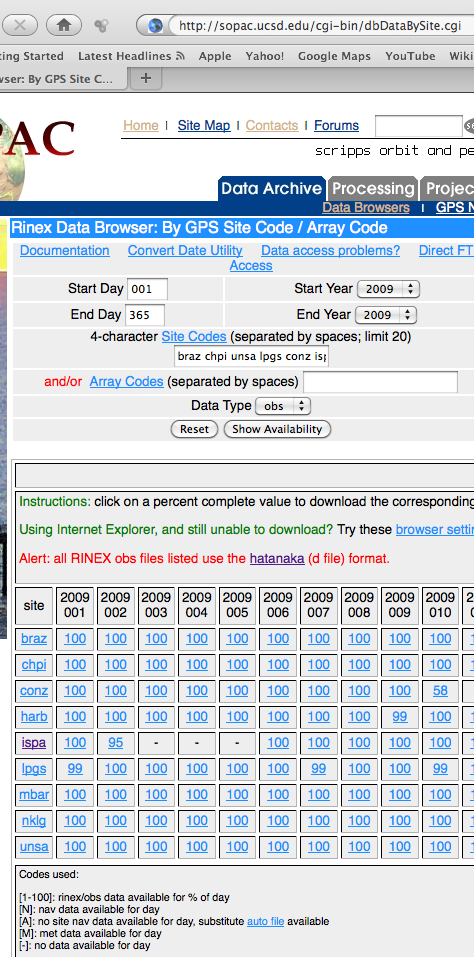 http://sopac.ucsd.edu/cgi-bin/dbDataBySite.cgi
ting Started Latest Headlines Apple Yahoo! Google Maps YouTube Wiki
wser: By GPS Site C... +
PAC
Home | Site Map | Contacts | Forums
scripps orbit and pe
Data Archive Processing Projec
Data Browsers | GPS N
Rinex Data Browser: By GPS Site Code / Array Code
Documentation Convert Date Utility Data access problems? Direct FT
Access
Start Day 001 Start Year 2009
End Day 365 End Year 2009
4-character Site Codes (separated by spaces; limit 20)
braz chpi unsa lpgs conz isp
and/or Array Codes (separated by spaces)
Data Type obs
Reset Show Availability
Instructions: click on a percent complete value to download the corresponding
Using Internet Explorer, and still unable to download? Try these browser settin
Alert: all RINEX obs files listed use the hatanaka (d file) format.
site 2009 2009 2009 2009 2009 2009 2009 2009 2009 2009
001 002 003 004 005 006 007 008 009 010
braz 100 100 100 100 100 100 100 100 100 100
chpi 100 100 100 100 100 100 100 100 100 100
conz 100 100 100 100 100 100 100 100 100 58
harb 100 100 100 100 100 100 100 100 99 100
ispa 100 95 - - - 100 100 100 100 100
lpgs 99 100 100 100 100 100 99 100 100 99
mbar 100 100 100 100 100 100 100 100 100 100
nklg 100 100 100 100 100 100 100 100 100 100
unsa 100 100 100 100 100 100 100 100 100 100
Codes used:
[1-100]: rinex/obs data available for % of day
[N]: nav data available for day
[A]: no site nav data available for day, substitute auto file available
[M]: met data available for day
[-]: no data available for day